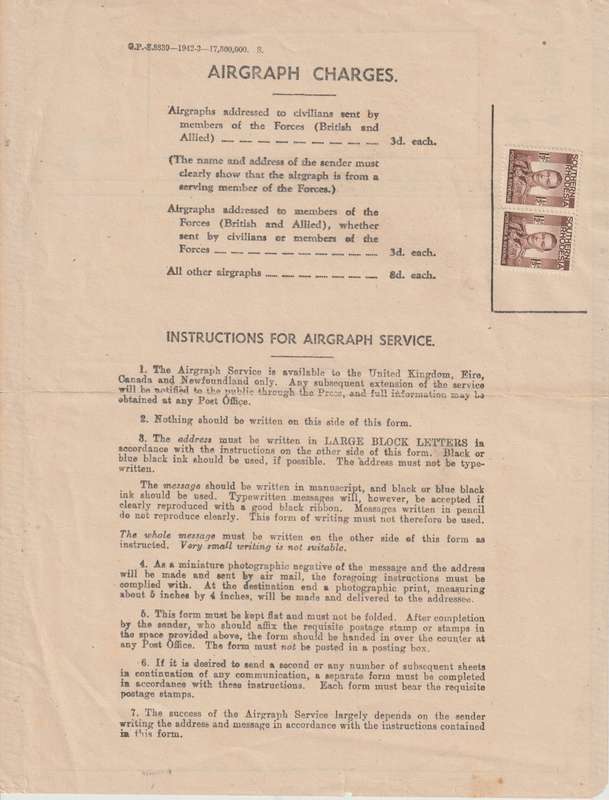 G.P.-S.8839—1942-3—17,500,000. S.
AIRGRAPH CHARGES.
Airgraphs addressed to civilians sent by
members of the Forces (British and
Allied) — — — — — — — — — 3d. each.
(The name and address of the sender must
clearly show that the airgraph is from a
serving member of the Forces.)
Airgraphs addressed to members of the
Forces (British and Allied), whether
sent by civilians or members of the
Forces — — — — — — — — — 3d. each.
All other airgraphs — — — — — — 8d. each.
SOUTHERN
RHODESIA
SOUTHERN
RHODESIA
INSTRUCTIONS FOR AIRGRAPH SERVICE.
1. The Airgraph Service is available to the United Kingdom, Eire,
Canada and Newfoundland only. Any subsequent extension of the service
will be notified to the public through the Press, and full information may be
obtained at any Post Office.
2. Nothing should be written on this side of this form.
3. The address must be written in LARGE BLOCK LETTERS in
accordance with the instructions on the other side of this form. Black or
blue black ink should be used, if possible. The address must not be type-
written.
The message should be written in manuscript, and black or blue black
ink should be used. Typewritten messages will, however, be accepted if
clearly reproduced with a good black ribbon. Messages written in pencil
do not reproduce clearly. This form of writing must not therefore be used.
The whole message must be written on the other side of this form as
instructed. Very small writing is not suitable.
4. As a miniature photographic negative of the message and the address
will be made and sent by air mail, the foregoing instructions must be
complied with. At the destination end a photographic print, measuring
about 5 inches by 4 inches, will be made and delivered to the addressee.
5. This form must be kept flat and must not be folded. After completion
by the sender, who should affix the requisite postage stamp or stamps in
the space provided above, the form should be handed in over the counter at
any Post Office. The form must not be posted in a posting box.
6. If it is desired to send a second or any number of subsequent sheets
in continuation of any communication, a separate form must be completed
in accordance with these instructions. Each form must bear the requisite
postage stamps.
7. The success of the Airgraph Service largely depends on the sender
writing the address and message in accordance with the instructions contained
in this form.